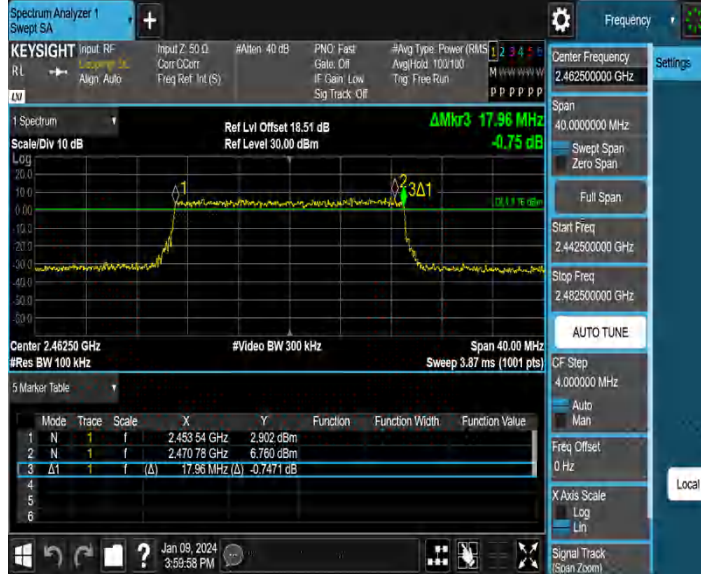 Spectrum Analyzer 1
Swept SA
+
Frequency
KEYSIGHT
RL
LXI
Input: RF
Align: Auto
Input Z: 50 Ω
Corr CCorr
Freq Ref: Int (S)
#Atten: 40 dB
PNO: Fast
Gate: Off
IF Gain: Low
Sig Track: Off
#Avg Type: Power (RMS
Avg|Hold: 100/100
Trig: Free Run
1 2 3 4 5 6
M W W W W W
P P P P P P
Center Frequency
2.462500000 GHz
Settings
Span
40.0000000 MHz
Swept Span
Zero Span
Full Span
Start Freq
2.442500000 GHz
Stop Freq
2.482500000 GHz
AUTO TUNE
CF Step
4.000000 MHz
Auto
Man
Freq Offset
0 Hz
X Axis Scale
Log
Lin
Signal Track
(Span Zoom)
Local
1 Spectrum
Scale/Div 10 dB
Log
Ref Lvl Offset 18.51 dB
Ref Level 30.00 dBm
ΔMkr3 17.96 MHz
-0.75 dB
20.0
10.0
0.00
-10.0
-20.0
-30.0
-40.0
-50.0
1
2
3Δ1
Center 2.46250 GHz
#Res BW 100 kHz
#Video BW 300 kHz
Span 40.00 MHz
Sweep 3.87 ms (1001 pts)
5 Marker Table
Mode Trace Scale X Y Function Function Width Function Value
1 N 1 f 2.453 54 GHz 2.902 dBm
2 N 1 f 2.470 78 GHz 6.760 dBm
3 Δ1 1 f (Δ) 17.96 MHz (Δ) -0.7471 dB
4
5
6
?
Jan 09, 2024
3:59:58 PM